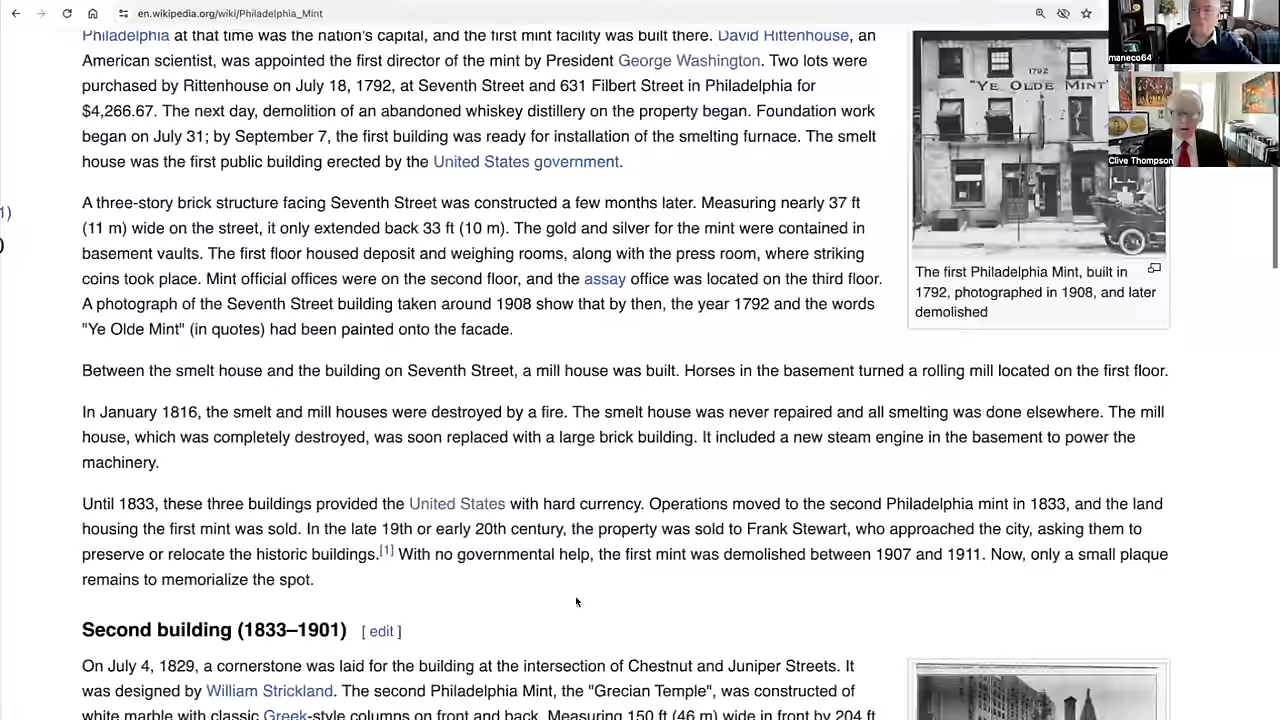 en.wikipedia.org/wiki/Philadelphia_Mint
maneco64
Clive Thompson
1)
)
Philadelphia at that time was the nation's capital, and the first mint facility was built there. David Rittenhouse, an
American scientist, was appointed the first director of the mint by President George Washington. Two lots were
purchased by Rittenhouse on July 18, 1792, at Seventh Street and 631 Filbert Street in Philadelphia for
$4,266.67. The next day, demolition of an abandoned whiskey distillery on the property began. Foundation work
began on July 31; by September 7, the first building was ready for installation of the smelting furnace. The smelt
house was the first public building erected by the United States government.
A three-story brick structure facing Seventh Street was constructed a few months later. Measuring nearly 37 ft
(11 m) wide on the street, it only extended back 33 ft (10 m). The gold and silver for the mint were contained in
basement vaults. The first floor housed deposit and weighing rooms, along with the press room, where striking
coins took place. Mint official offices were on the second floor, and the assay office was located on the third floor.
A photograph of the Seventh Street building taken around 1908 show that by then, the year 1792 and the words
"Ye Olde Mint" (in quotes) had been painted onto the facade.
1792
"YE OLDE MINT"
The first Philadelphia Mint, built in
1792, photographed in 1908, and later
demolished
Between the smelt house and the building on Seventh Street, a mill house was built. Horses in the basement turned a rolling mill located on the first floor.
In January 1816, the smelt and mill houses were destroyed by a fire. The smelt house was never repaired and all smelting was done elsewhere. The mill
house, which was completely destroyed, was soon replaced with a large brick building. It included a new steam engine in the basement to power the
machinery.
Until 1833, these three buildings provided the United States with hard currency. Operations moved to the second Philadelphia mint in 1833, and the land
housing the first mint was sold. In the late 19th or early 20th century, the property was sold to Frank Stewart, who approached the city, asking them to
preserve or relocate the historic buildings.[1] With no governmental help, the first mint was demolished between 1907 and 1911. Now, only a small plaque
remains to memorialize the spot.
Second building (1833–1901) [ edit ]
On July 4, 1829, a cornerstone was laid for the building at the intersection of Chestnut and Juniper Streets. It
was designed by William Strickland. The second Philadelphia Mint, the "Grecian Temple", was constructed of
white marble with classic Greek-style columns on front and back. Measuring 150 ft (46 m) wide in front by 204 ft